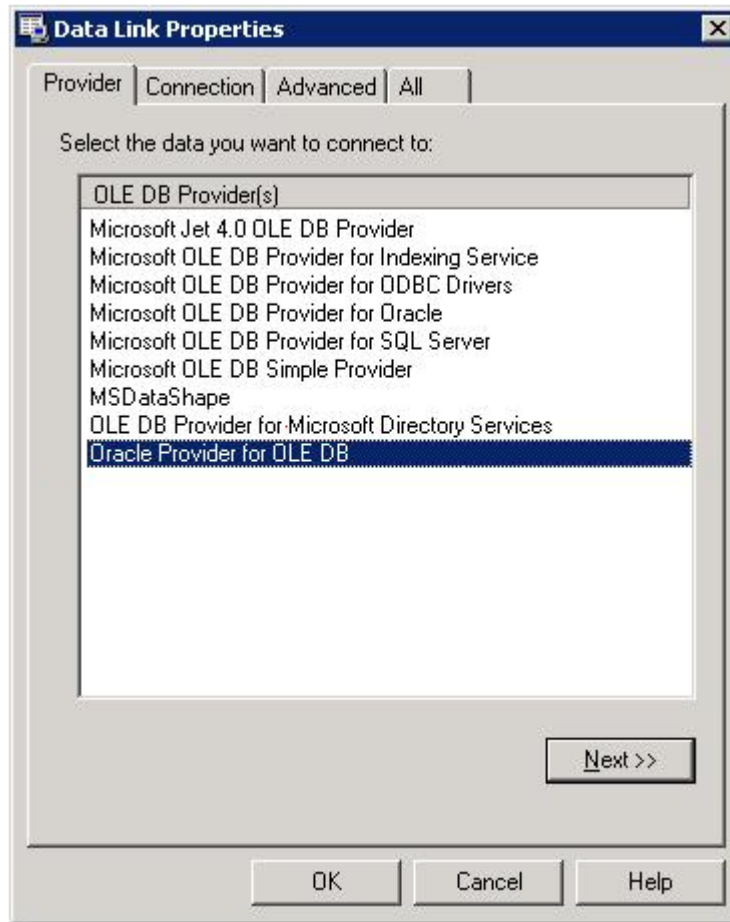 Data Link Properties
Provider Connection Advanced All
Select the data you want to connect to:
OLE DB Provider(s)
Microsoft Jet 4.0 OLE DB Provider
Microsoft OLE DB Provider for Indexing Service
Microsoft OLE DB Provider for ODBC Drivers
Microsoft OLE DB Provider for Oracle
Microsoft OLE DB Provider for SQL Server
Microsoft OLE DB Simple Provider
MSDataShape
OLE DB Provider for Microsoft Directory Services
Oracle Provider for OLE DB
Next >>
OK Cancel Help